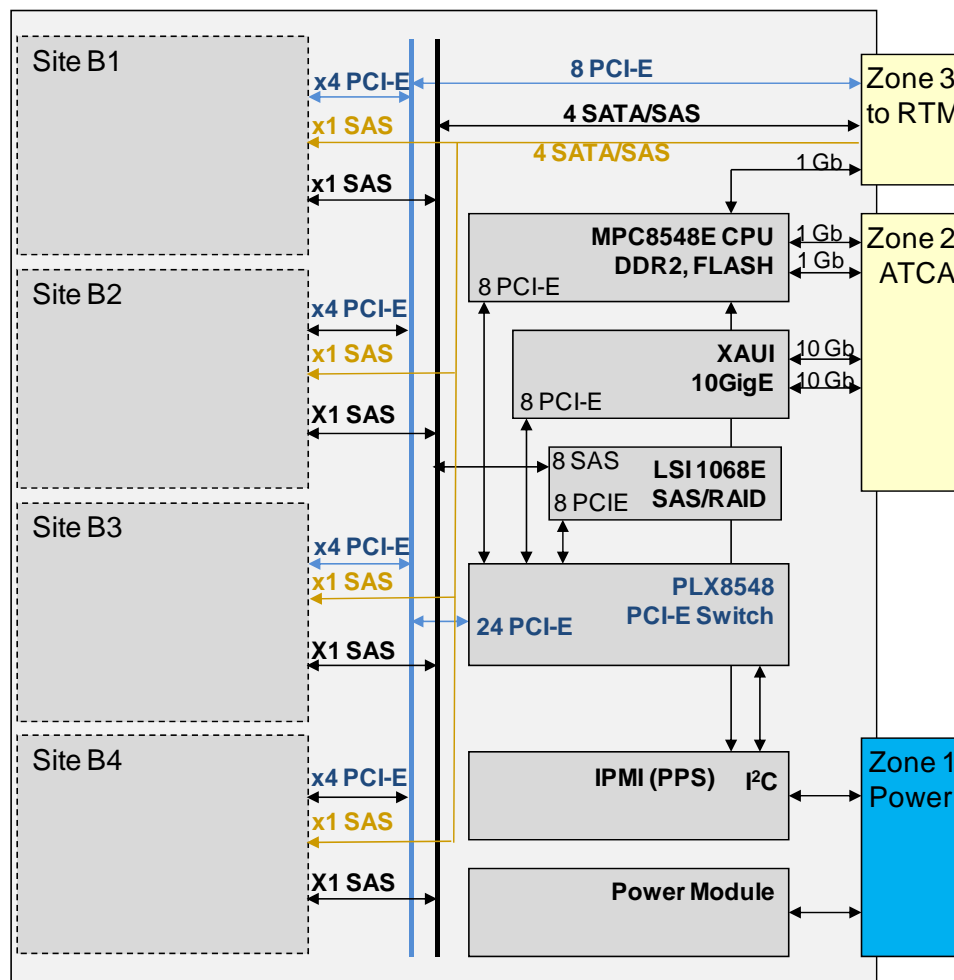 Site B1
x4 PCI-E
x1 SAS
x1 SAS
8 PCI-E
4 SATA/SAS
4 SATA/SAS
Zone 3
to RTM
1 Gb
MPC8548E CPU
DDR2, FLASH
8 PCI-E
1 Gb
1 Gb
Zone 2
ATCA
Site B2
x4 PCI-E
x1 SAS
X1 SAS
XAUI
10GigE
8 PCI-E
10 Gb
10 Gb
8 SAS
8 PCIE
LSI 1068E
SAS/RAID
Site B3
x4 PCI-E
x1 SAS
X1 SAS
PLX8548
PCI-E Switch
24 PCI-E
Site B4
x4 PCI-E
x1 SAS
X1 SAS
IPMI (PPS)
I²C
Zone 1
Power
Power Module